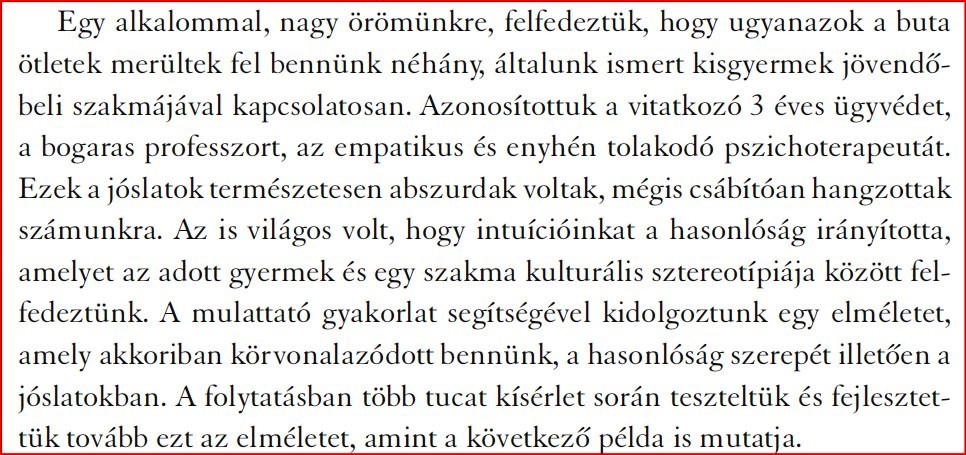 Egy alkalommal, nagy örömünkre, felfedeztük, hogy ugyanazok a buta
ötletek merültek fel bennünk néhány, általunk ismert kisgyermek jövendő-
beli szakmájával kapcsolatosan. Azonosítottuk a vitatkozó 3 éves ügyvédet,
a bogaras professzort, az empatikus és enyhén tolakodó pszichoterapeutát.
Ezek a jóslatok természetesen abszurdak voltak, mégis csábítóan hangzottak
számunkra. Az is világos volt, hogy intuícióinkat a hasonlóság irányította,
amelyet az adott gyermek és egy szakma kulturális sztereotípiája között fel-
fedeztünk. A mulattató gyakorlat segítségével kidolgoztunk egy elméletet,
amely akkoriban körvonalazódott bennünk, a hasonlóság szerepét illetően a
jóslatokban. A folytatásban több tucat kísérlet során teszteltük és fejlesztet-
tük tovább ezt az elméletet, amint a következő példa is mutatja.